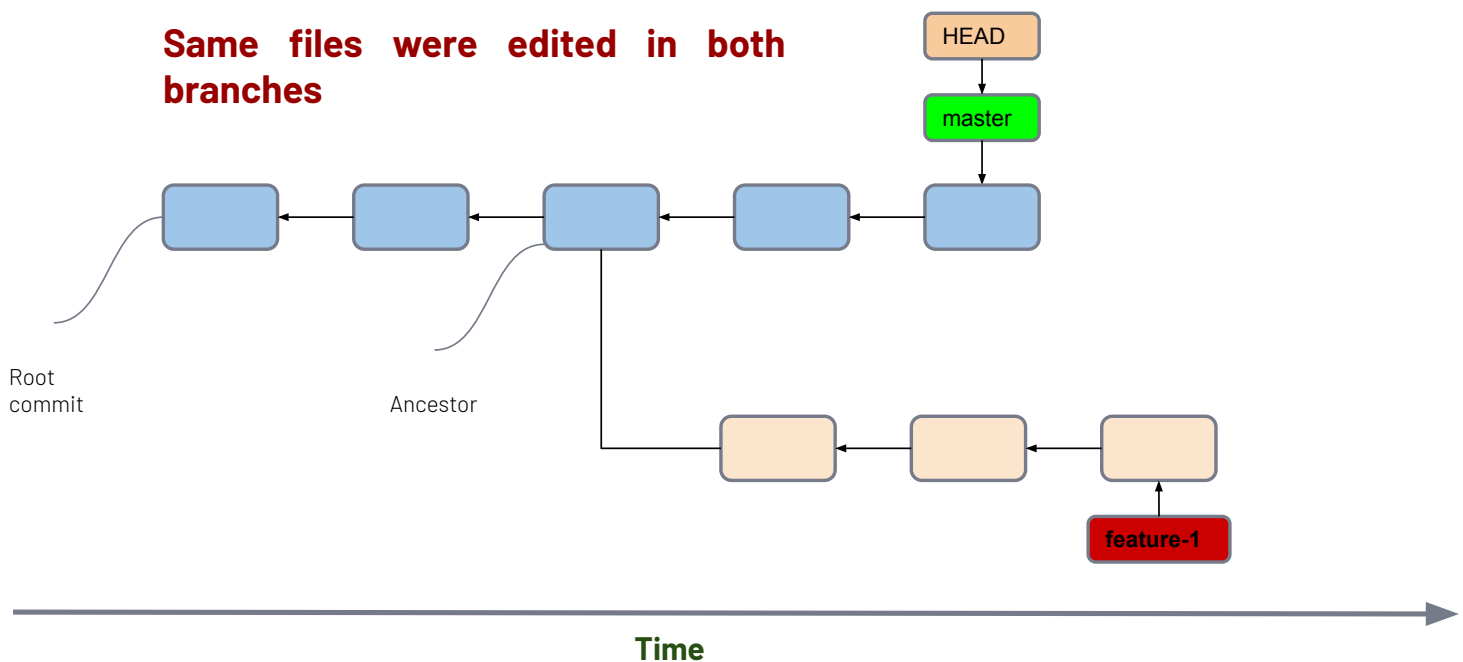 Same files were edited in both
branches
HEAD
master
Root
commit
Ancestor
feature-1
Time